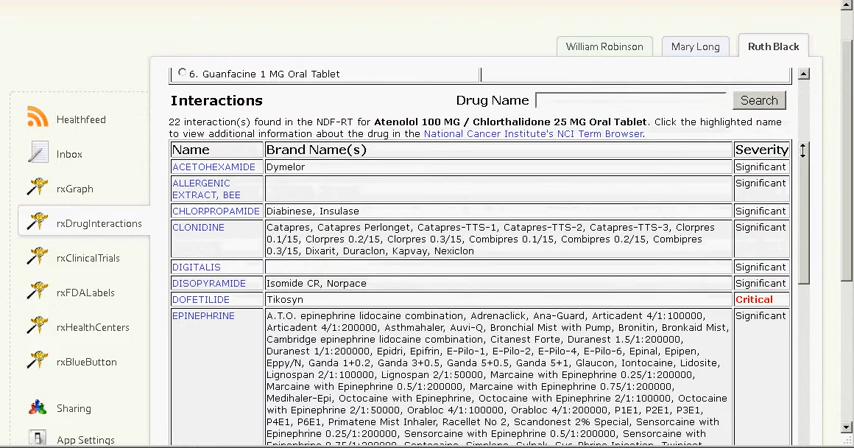 William Robinson
Mary Long
Ruth Black
6. Guanfacine 1 MG Oral Tablet
Interactions
Drug Name
Search
22 interaction(s) found in the NDF-RT for Atenolol 100 MG / Chlorthalidone 25 MG Oral Tablet. Click the highlighted name
to view additional information about the drug in the National Cancer Institute's NCI Term Browser.
Healthfeed
Inbox
rxGraph
rxDrugInteractions
rxClinicalTrials
rxFDALabels
rxHealthCenters
rxBlueButton
Sharing
App Settings
Name Brand Name(s) Severity
ACETOHEXAMIDE Dymelor Significant
ALLERGENIC Significant
EXTRACT, BEE
CHLORPROPAMIDE Diabinese, Insulase Significant
CLONIDINE Catapres, Catapres Perlonget, Catapres-TTS-1, Catapres-TTS-2, Catapres-TTS-3, Clorpres Significant
0.1/15, Clorpres 0.2/15, Clorpres 0.3/15, Combipres 0.1/15, Combipres 0.2/15, Combipres
0.3/15, Dixarit, Duraclon, Kapvay, Nexiclon
DIGITALIS Significant
DISOPYRAMIDE Isomide CR, Norpace Significant
DOFETILIDE Tikosyn Critical
EPINEPHRINE A.T.O. epinephrine lidocaine combination, Adrenaclick, Ana-Guard, Articadent 4/1:100000, Significant
Articadent 4/1:200000, Asthmahaler, Auvi-Q, Bronchial Mist with Pump, Bronitin, Bronkaid Mist,
Cambridge epinephrine lidocaine combination, Citanest Forte, Duranest 1.5/1:200000,
Duranest 1/1:200000, Epidri, Epifrin, E-Pilo-1, E-Pilo-2, E-Pilo-4, E-Pilo-6, Epinal, Epipen,
Eppy/N, Ganda 1+0.2, Ganda 3+0.5, Ganda 5+0.5, Ganda 5+1, Glaucon, Iontocaine, Lidosite,
Lignospan 2/1:100000, Lignospan 2/1:50000, Marcaine with Epinephrine 0.25/1:200000,
Marcaine with Epinephrine 0.5/1:200000, Marcaine with Epinephrine 0.75/1:200000,
Medihaler-Epi, Octocaine with Epinephrine 2/1:100000, Octocaine with
Epinephrine 2/1:50000, Orabloc 4/1:100000, Orabloc 4/1:200000, P1E1, P2E1, P3E1,
P4E1, P6E1, Primatene Mist Inhaler, Racellet No 2, Scandonest 2% Special, Sensorcaine with
Epinephrine 0.25/1:200000, Sensorcaine with Epinephrine 0.5/1:200000, Sensorcaine with